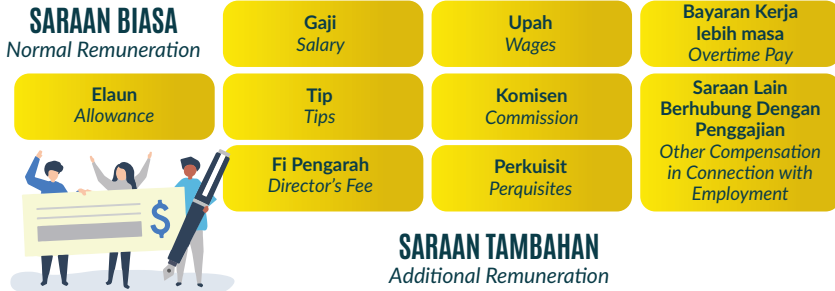 SARAAN BIASA
Normal Remuneration
Gaji
Salary
Upah
Wages
Bayaran Kerja
lebih masa
Overtime Pay
Elaun
Allowance
Tip
Tips
Komisen
Commission
Saraan Lain
Berhubung Dengan
Penggajian
Other Compensation
in Connection with
Employment
Fi Pengarah
Director’s Fee
Perkuisit
Perquisites
$
SARAAN TAMBAHAN
Additional Remuneration